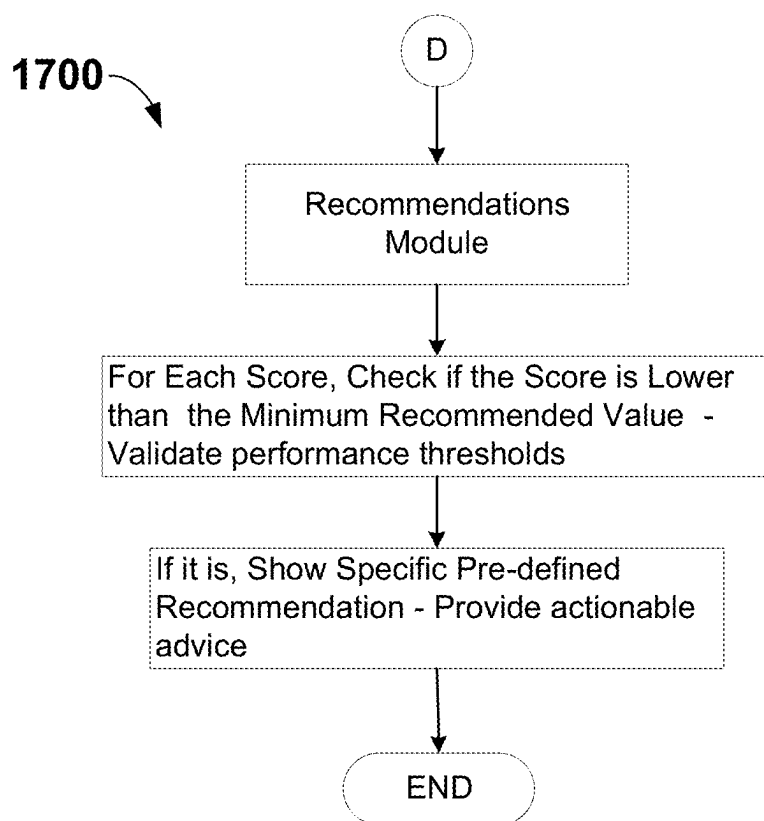 D
1700
Recommendations
Module
For Each Score, Check if the Score is Lower
than the Minimum Recommended Value -
Validate performance thresholds
If it is, Show Specific Pre-defined
Recommendation - Provide actionable
advice
END